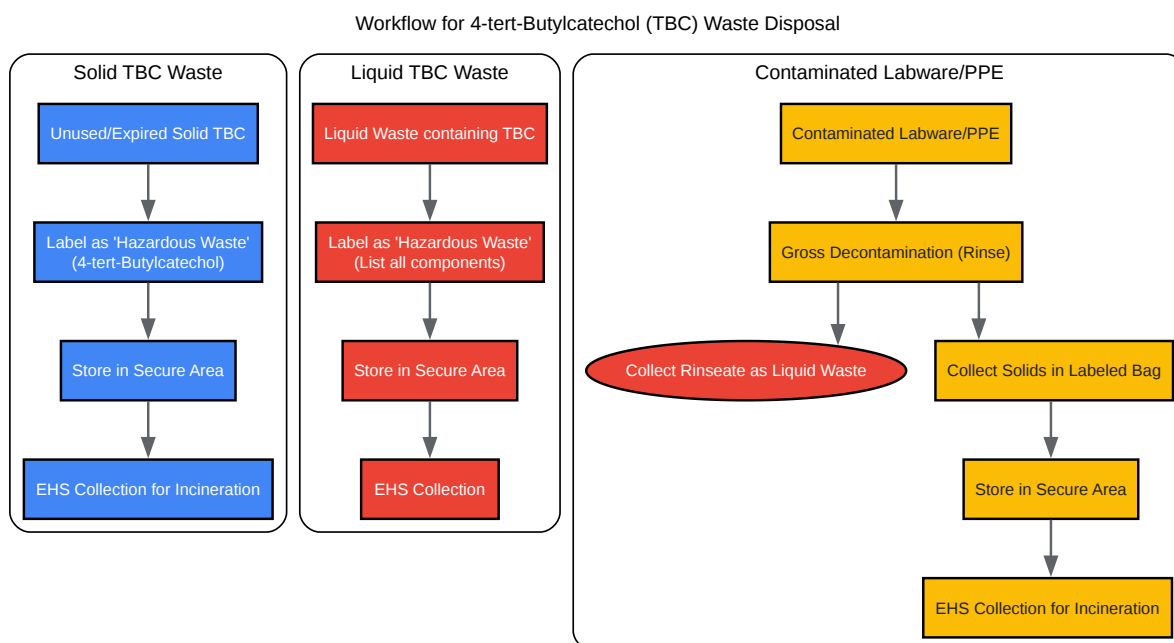 Workflow for 4-tert-Butylcatechol (TBC) Waste Disposal
Solid TBC Waste
Unused/Expired Solid TBC
Label as 'Hazardous Waste'
(4-tert-Butylcatechol)
Store in Secure Area
EHS Collection for Incineration
Liquid TBC Waste
Liquid Waste containing TBC
Label as 'Hazardous Waste'
(List all components)
Store in Secure Area
EHS Collection
Contaminated Labware/PPE
Contaminated Labware/PPE
Gross Decontamination (Rinse)
Collect Rinseate as Liquid Waste
Collect Solids in Labeled Bag
Store in Secure Area
EHS Collection for Incineration